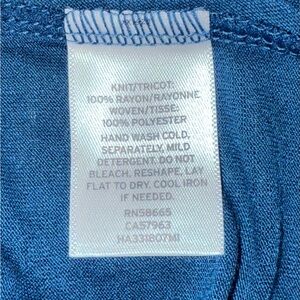 KNIT/TRICOT:
100% RAYON/RAYONNE
WOVEN/TISSE:
100% POLYESTER
HAND WASH COLD,
SEPARATELY, MILD
DETERGENT. DO NOT
BLEACH. RESHAPE, LAY
FLAT TO DRY. COOL IRON
IF NEEDED.
RN58665
CA57963
HA331807MI